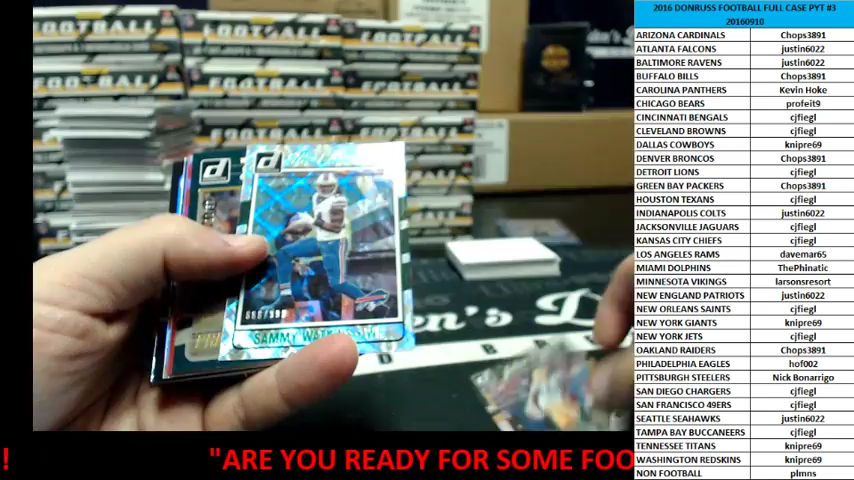 2016 DONRUSS FOOTBALL FULL CASE PYT #3
20160910
ARIZONA CARDINALS Chops3891
ATLANTA FALCONS justin6022
BALTIMORE RAVENS justin6022
BUFFALO BILLS Chops3891
CAROLINA PANTHERS Kevin Hoke
CHICAGO BEARS profeit9
CINCINNATI BENGALS cjfiegl
CLEVELAND BROWNS cjfiegl
DALLAS COWBOYS knipre69
DENVER BRONCOS Chops3891
DETROIT LIONS cjfiegl
GREEN BAY PACKERS Chops3891
HOUSTON TEXANS cjfiegl
INDIANAPOLIS COLTS justin6022
JACKSONVILLE JAGUARS cjfiegl
KANSAS CITY CHIEFS cjfiegl
LOS ANGELES RAMS davemar65
MIAMI DOLPHINS ThePhinatic
MINNESOTA VIKINGS larsonsresort
NEW ENGLAND PATRIOTS justin6022
NEW ORLEANS SAINTS cjfiegl
NEW YORK GIANTS knipre69
NEW YORK JETS cjfiegl
OAKLAND RAIDERS Chops3891
PHILADELPHIA EAGLES hof002
PITTSBURGH STEELERS Nick Bonarrigo
SAN DIEGO CHARGERS cjfiegl
SAN FRANCISCO 49ERS cjfiegl
SEATTLE SEAHAWKS justin6022
TAMPA BAY BUCCANEERS cjfiegl
TENNESSEE TITANS knipre69
WASHINGTON REDSKINS knipre69
NON FOOTBALL plmns
FOOTBALL
FOOTBALL
FOOTBALL
FOOTBALL
SAMMY
! "ARE YOU READY FOR SOME FOO